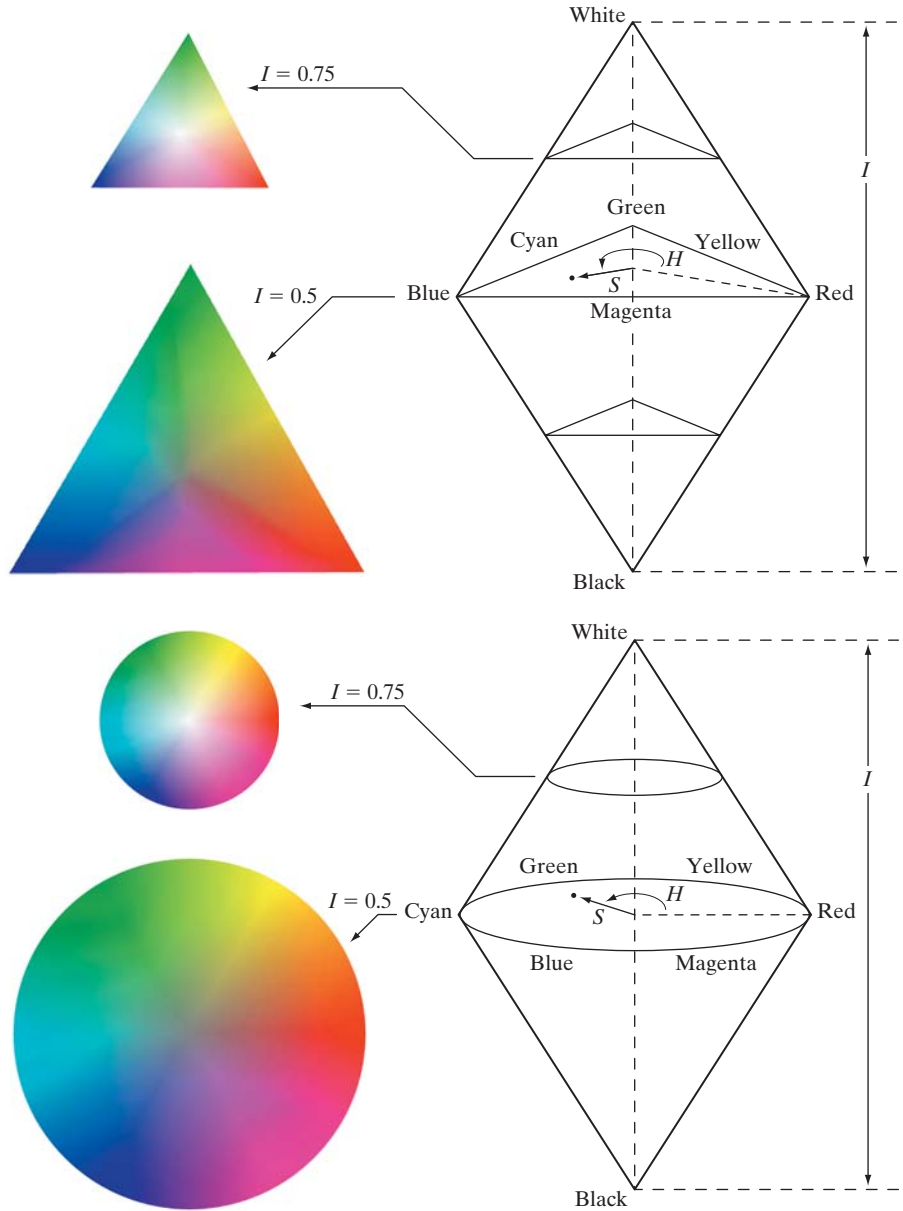 White
I = 0.75
I
Green
Cyan
Yellow
H
I = 0.5
S
Blue
Red
Magenta
Black
White
I = 0.75
I
Green
Yellow
I = 0.5
H
Cyan
S
Red
Blue
Magenta
Black